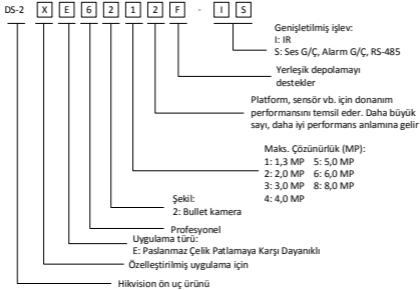 DS-2 X E 6 2 1 2 F - I S
Genişletilmiş işlev:
I: IR
S: Ses G/Ç, Alarm G/Ç, RS-485
Yerleşik depolamayı
destekler
Platform, sensör vb. için donanım
performansını temsil eder. Daha büyük
sayı, daha iyi performans anlamına gelir
Maks. Çözünürlük (MP):
1: 1,3 MP 5: 5,0 MP
2: 2,0 MP 6: 6,0 MP
3: 3,0 MP 8: 8,0 MP
4: 4,0 MP
Şekil:
2: Bullet kamera
Profesyonel
Uygulama türü:
E: Paslanmaz Çelik Patlamaya Karşı Dayanıklı
Özelleştirilmiş uygulama için
Hikvision ön uç ürünü